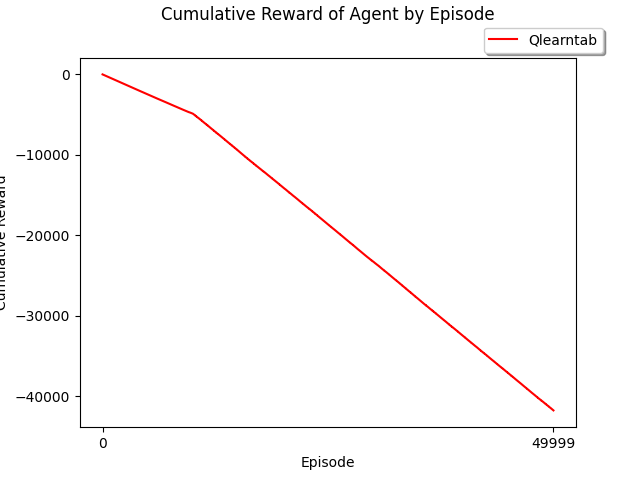 Cumulative Reward of Agent by Episode
Qlearntab
0
−10000
−20000
−30000
−40000
Cumulative Reward
0
49999
Episode